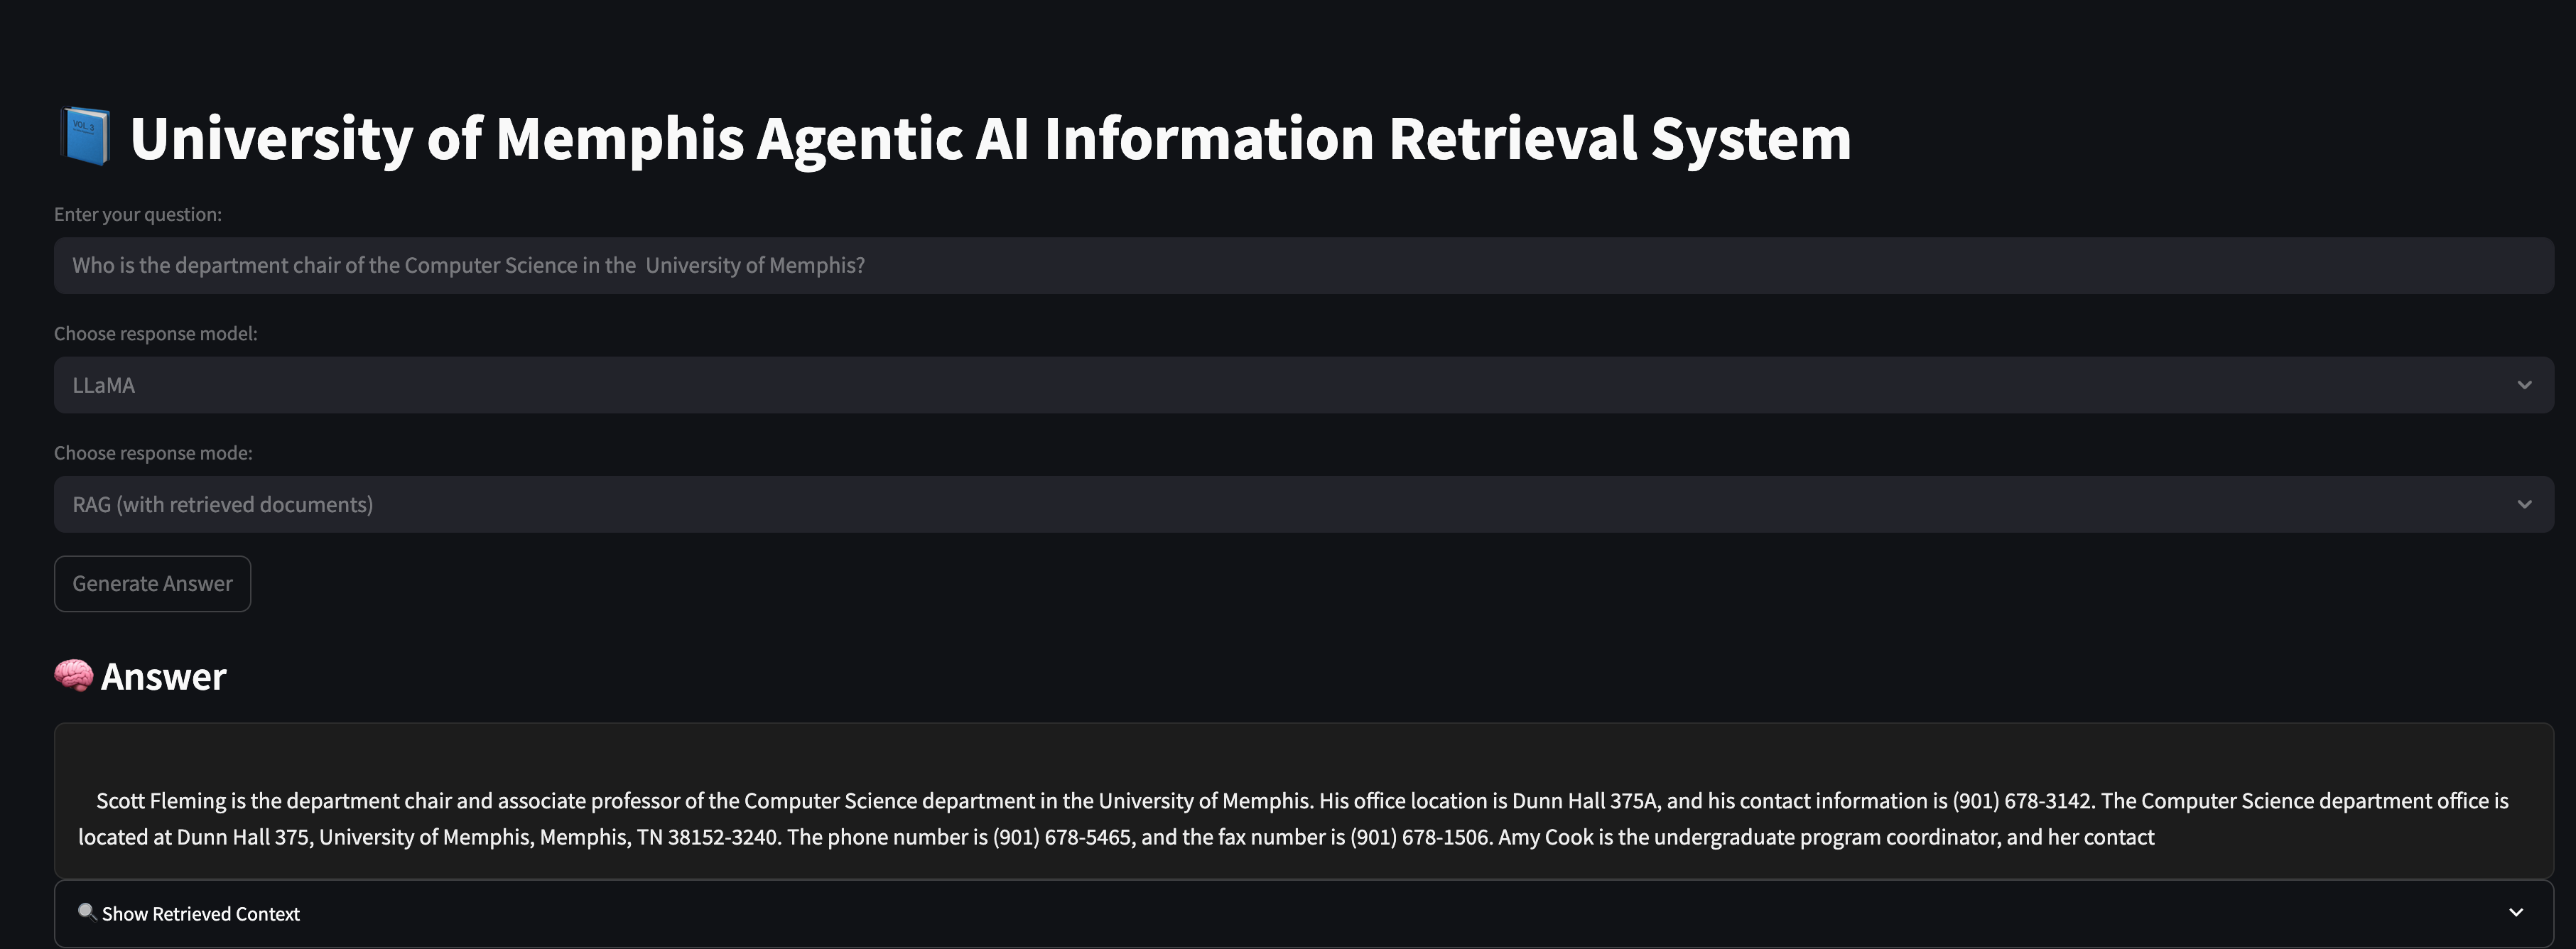 VOL. 3
University of Memphis Agentic AI Information Retrieval System
Enter your question:
Who is the department chair of the Computer Science in the  University of Memphis?
Choose response model:
LLaMA
Choose response mode:
RAG (with retrieved documents)
Generate Answer
Answer
Scott Fleming is the department chair and associate professor of the Computer Science department in the University of Memphis. His office location is Dunn Hall 375A, and his contact information is (901) 678-3142. The Computer Science department office is
located at Dunn Hall 375, University of Memphis, Memphis, TN 38152-3240. The phone number is (901) 678-5465, and the fax number is (901) 678-1506. Amy Cook is the undergraduate program coordinator, and her contact
Show Retrieved Context